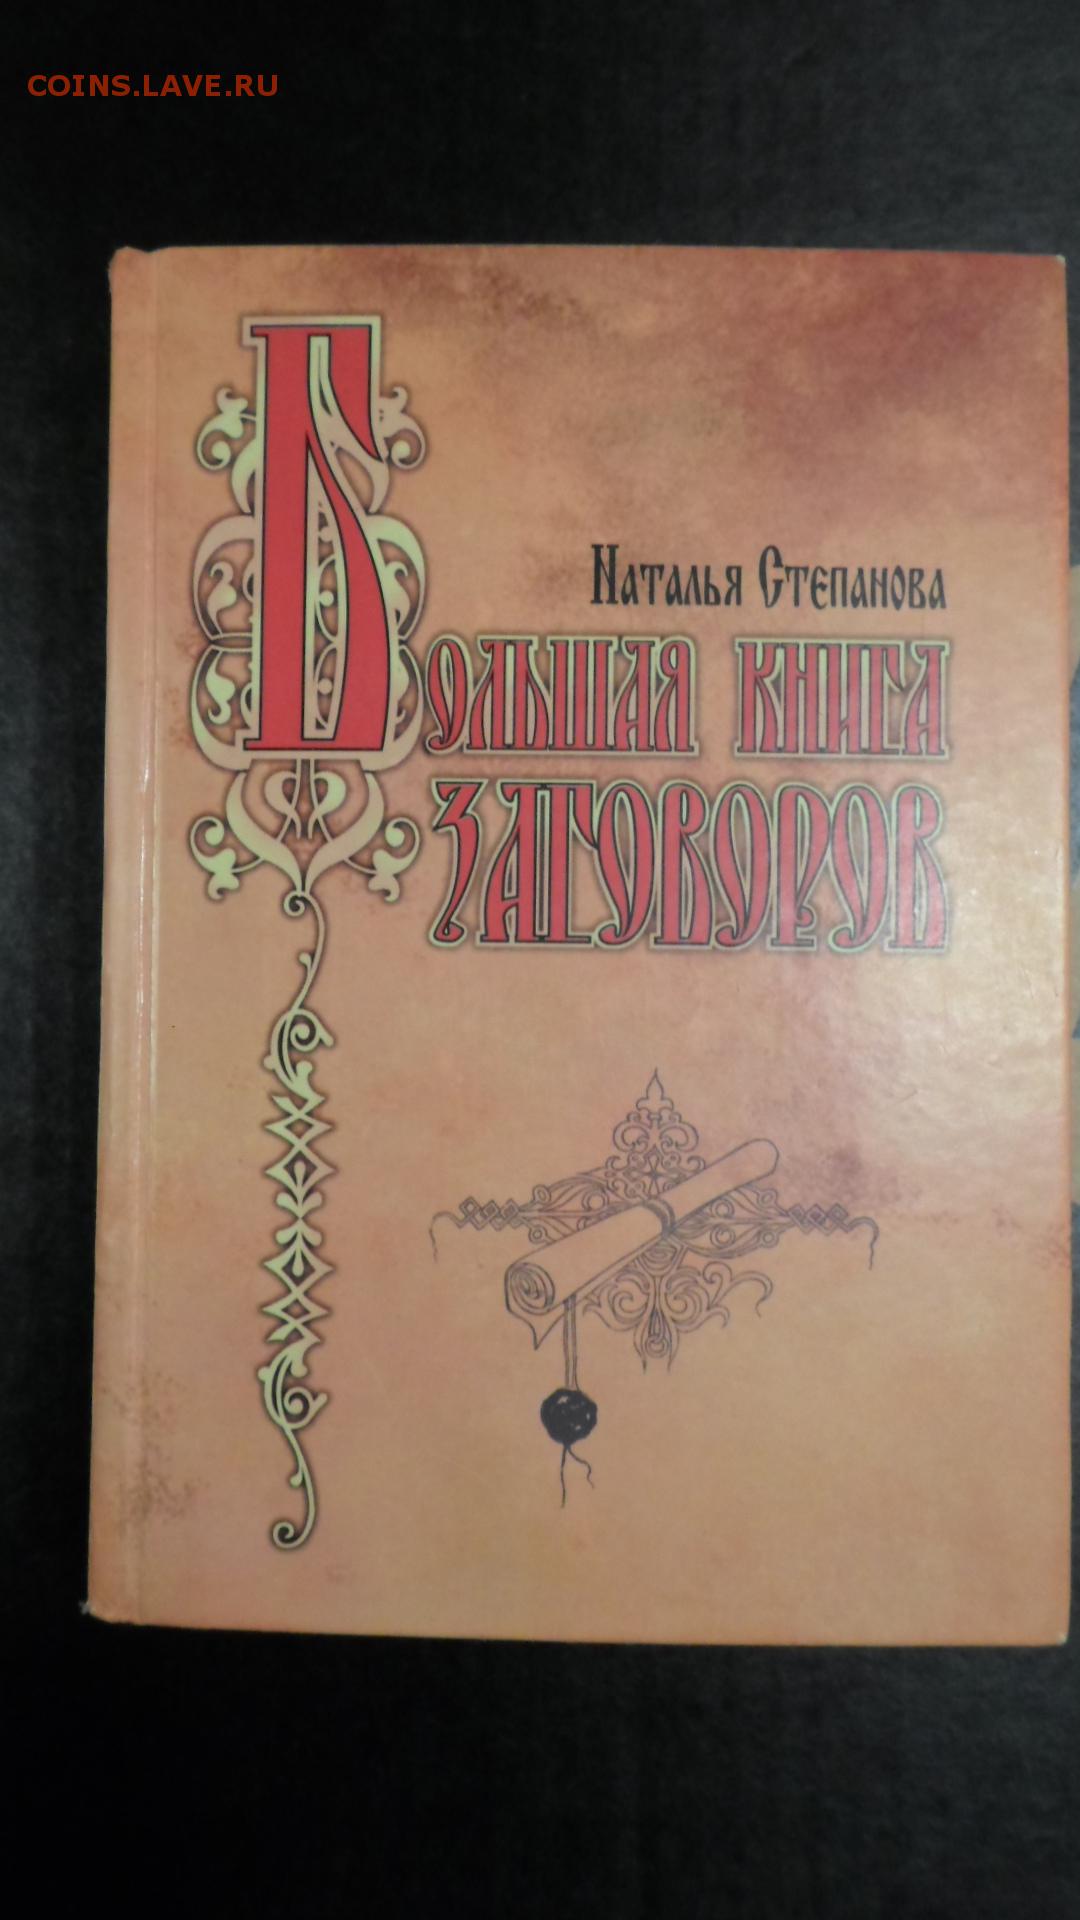 COINS.LAVE.RU
Наталья Степанова
Большая книга
заговоров